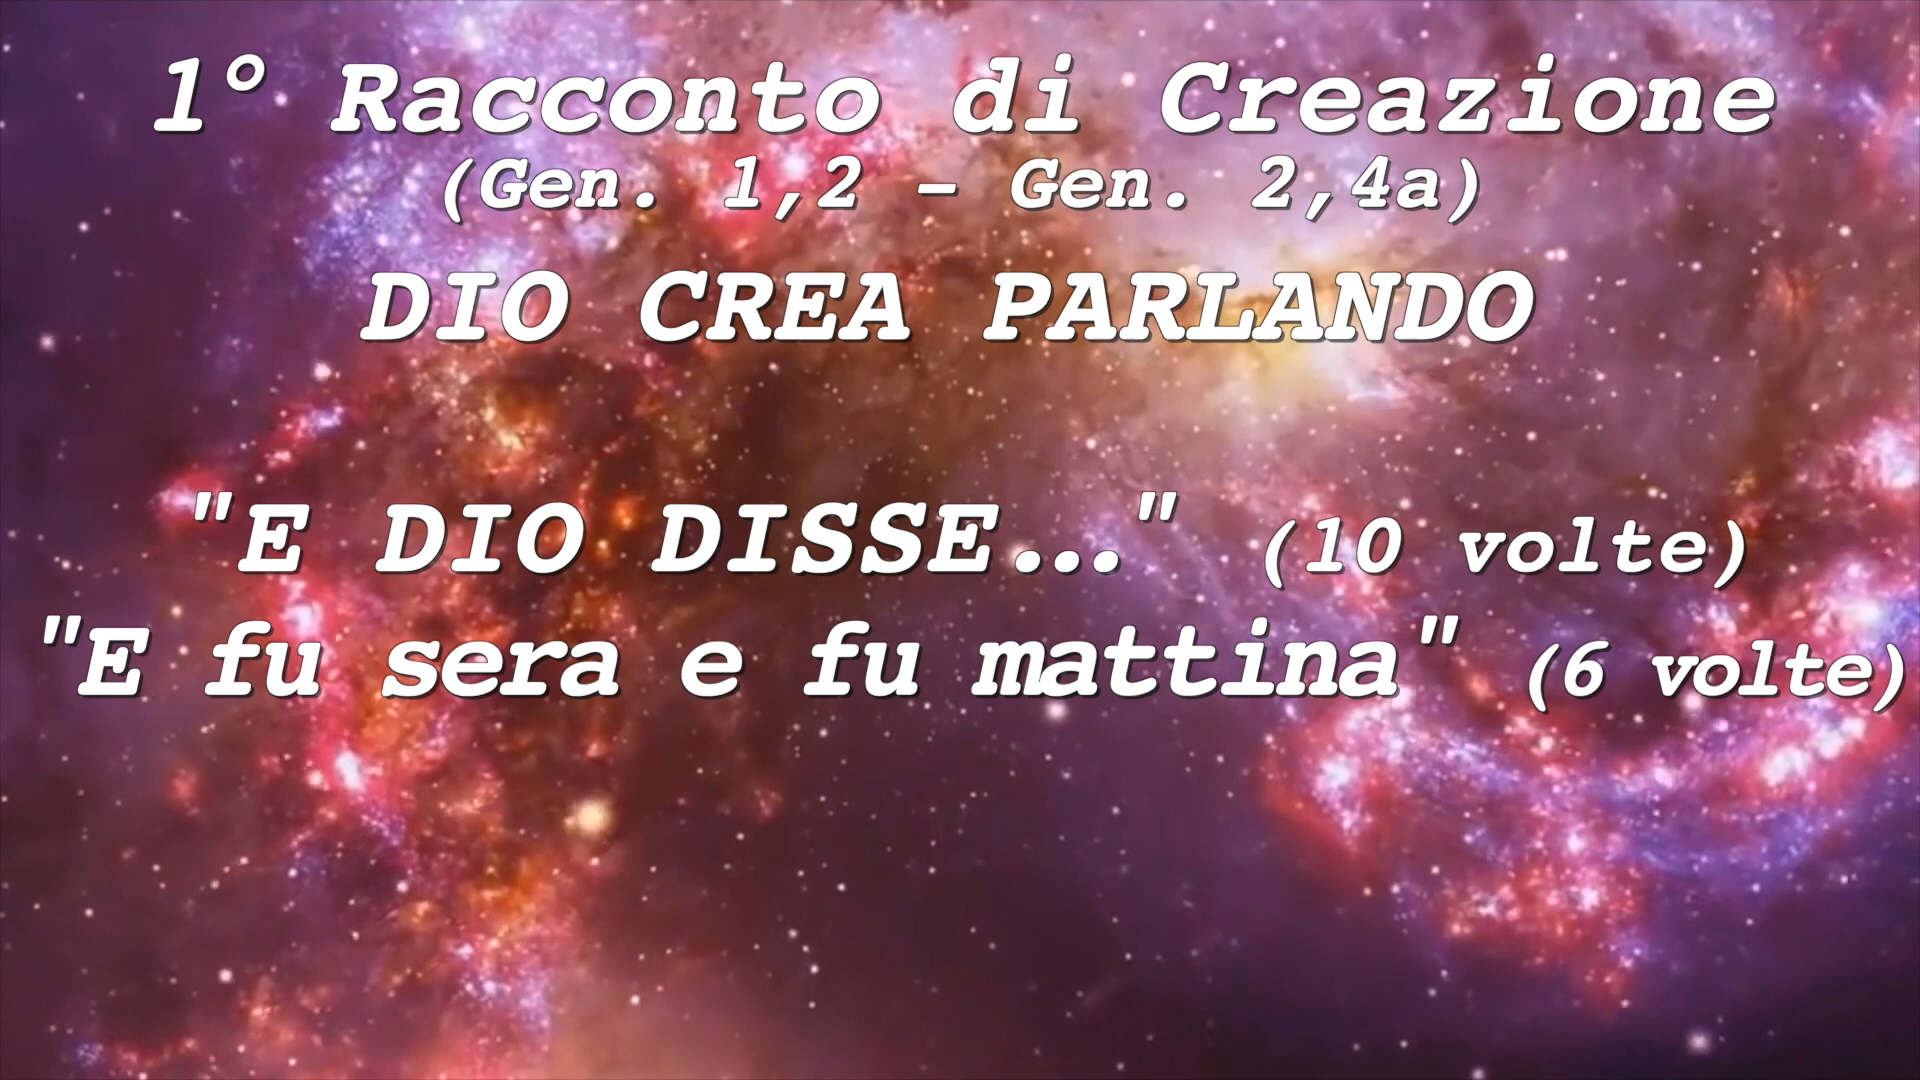 1° Racconto di Creazione
(Gen. 1,2 - Gen. 2,4a)
DIO CREA PARLANDO
"E DIO DISSE..." (10 volte)
"E fu sera e fu mattina" (6 volte)